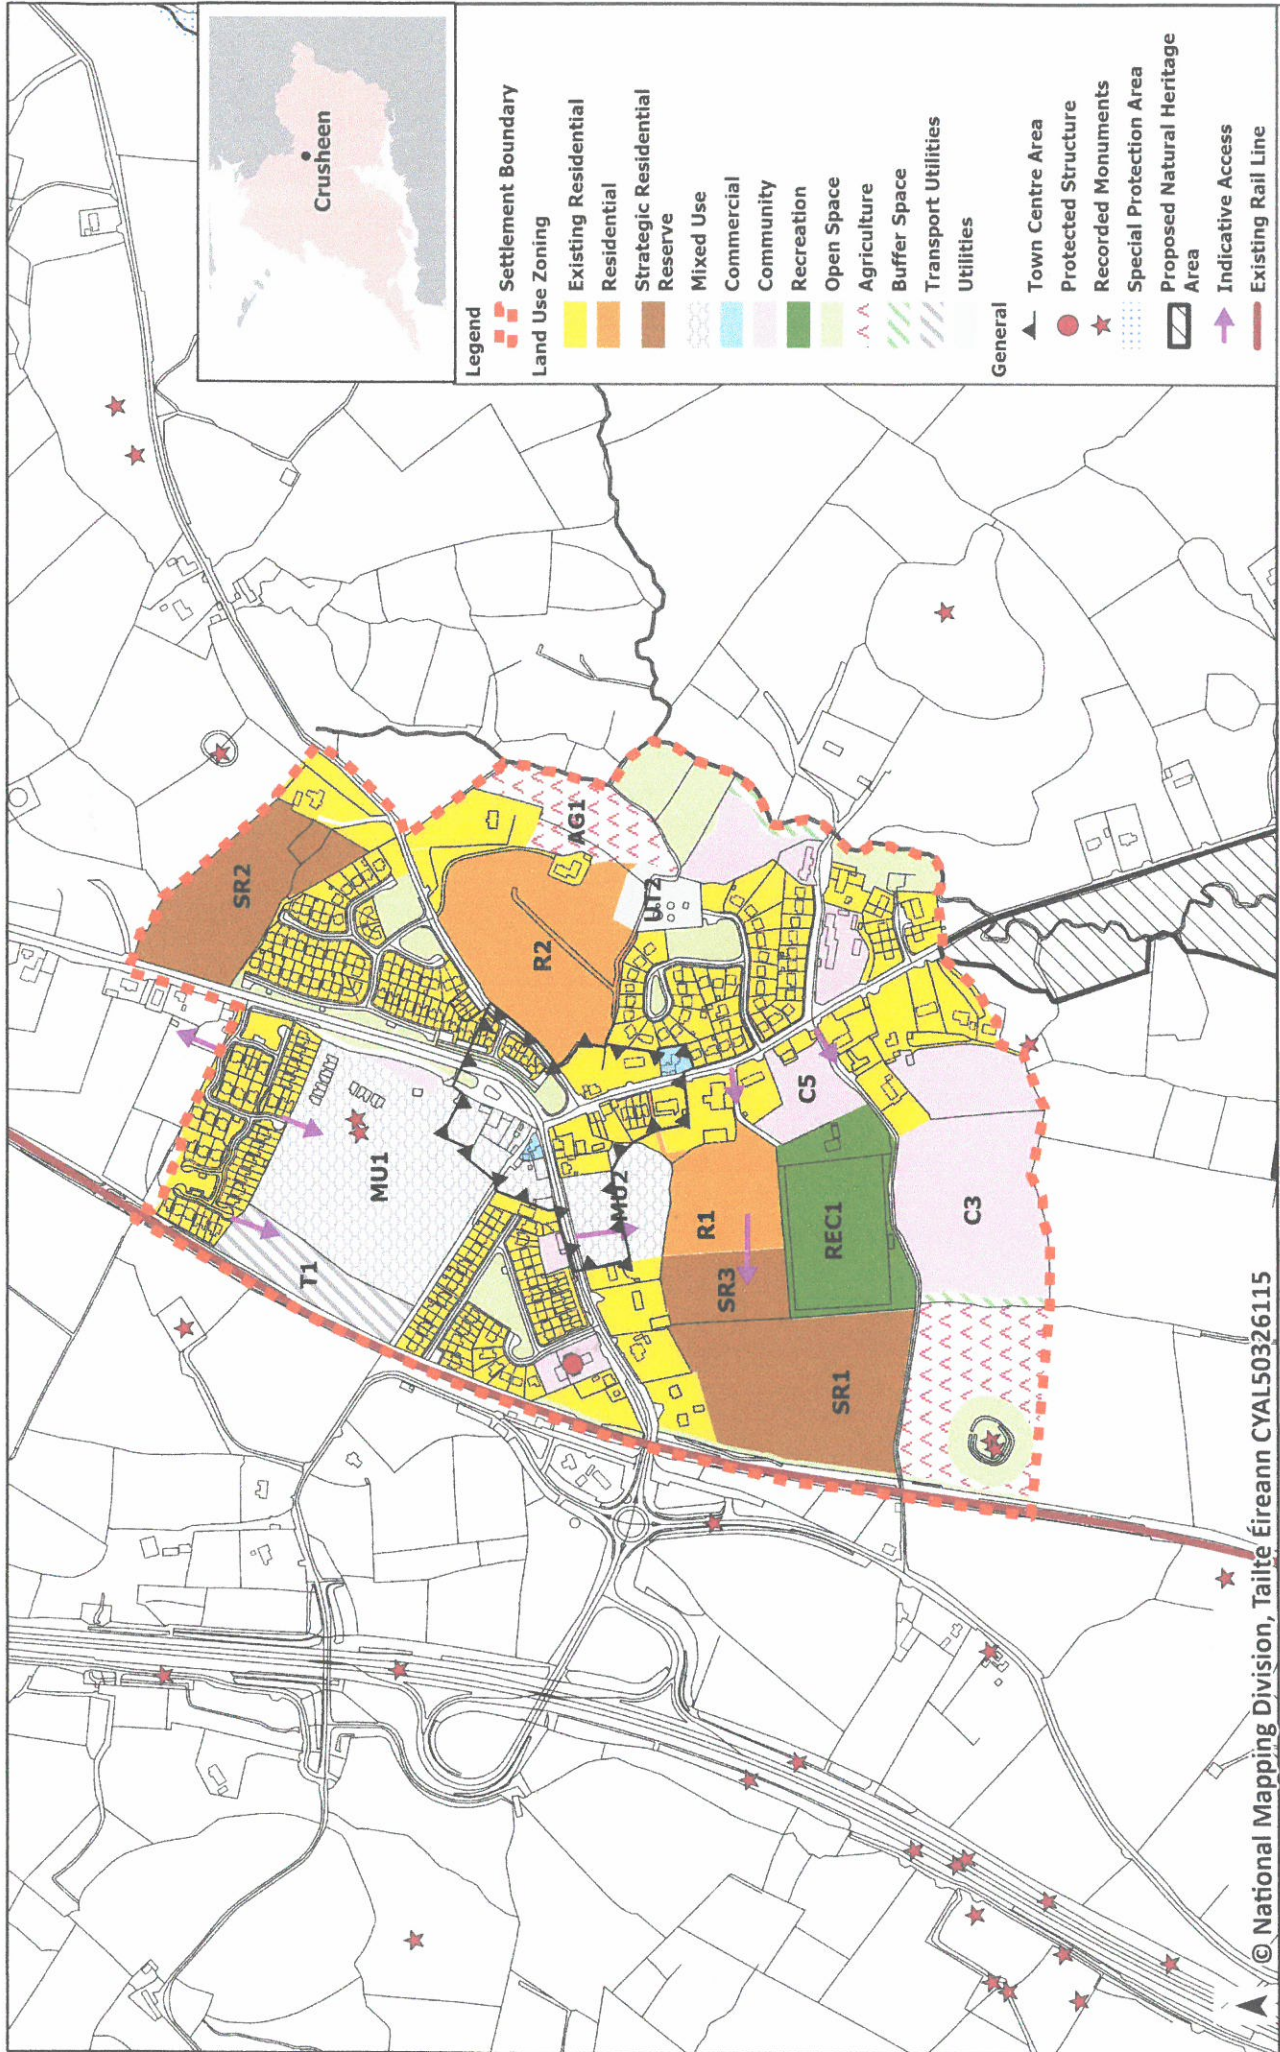 Crusheen
Legend
Settlement Boundary
Land Use Zoning
Existing Residential
Residential
Strategic Residential
Reserve
Mixed Use
Commercial
Community
Recreation
Open Space
Agriculture
Buffer Space
Transport Utilities
Utilities
General
Town Centre Area
Protected Structure
Recorded Monuments
Special Protection Area
Proposed Natural Heritage
Area
Indicative Access
Existing Rail Line
SR2
MU1
T1
R2
AG1
UT2
MU2
R1
SR3
SR1
REC1
C5
C3
© National Mapping Division, Tailte Éireann CYAL50326115